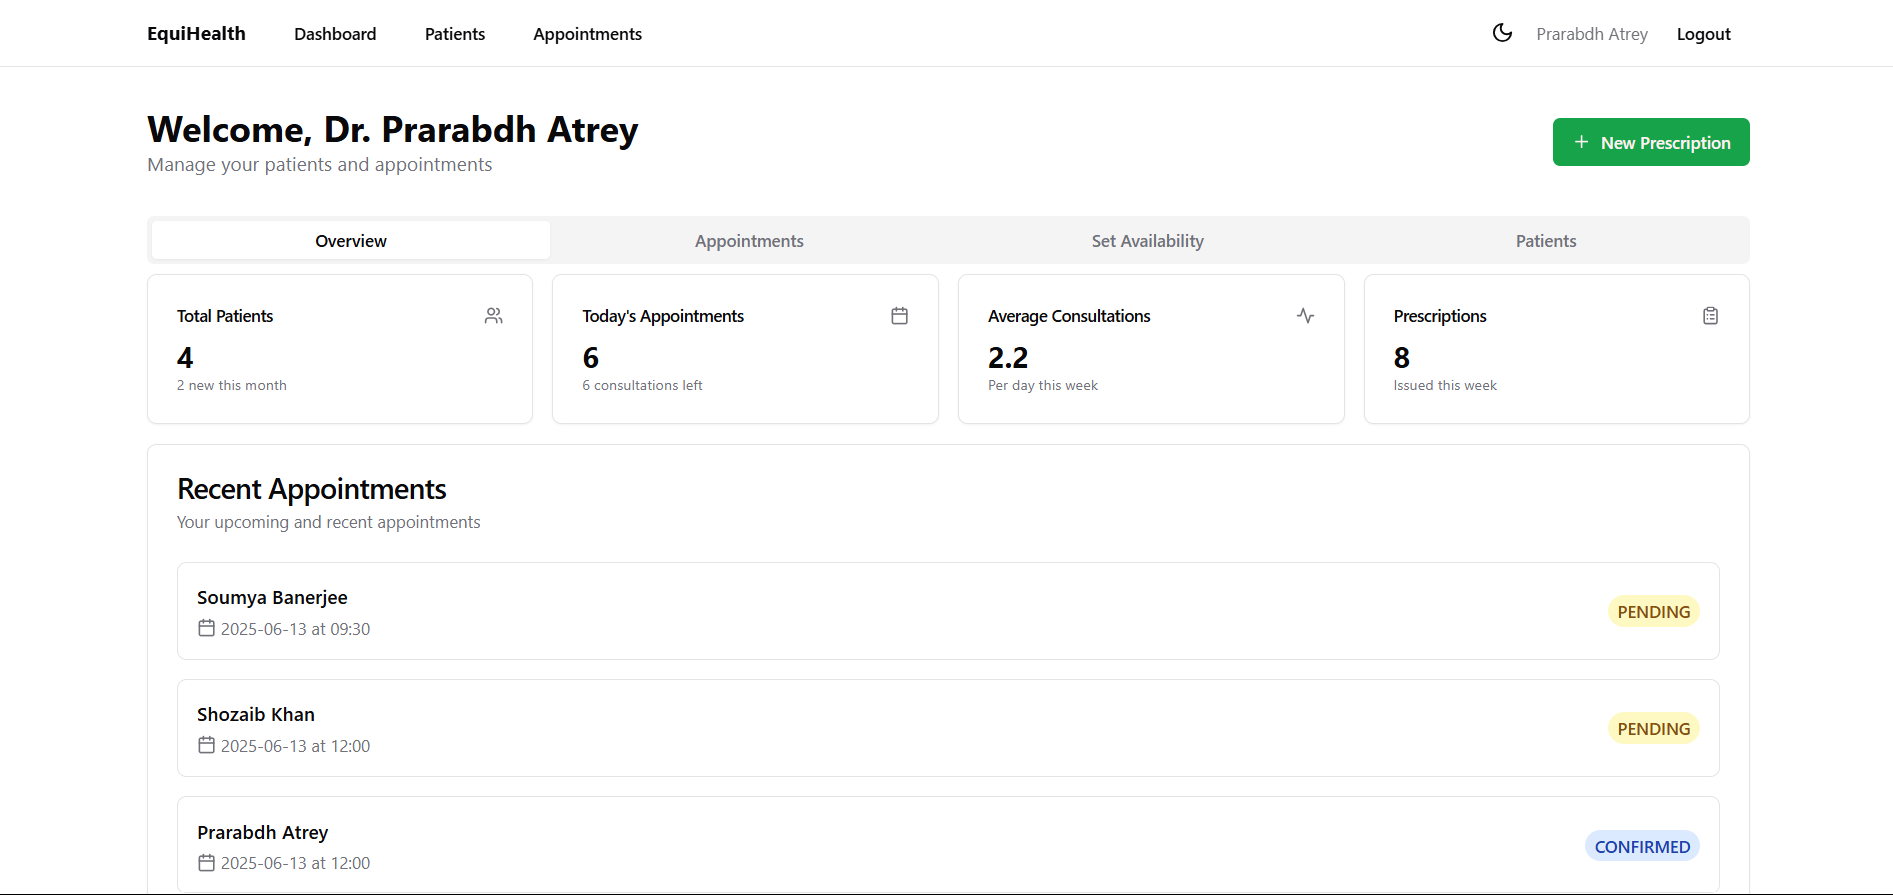 EquiHealth Dashboard Patients Appointments Prarabdh Atrey Logout
Welcome, Dr. Prarabdh Atrey
Manage your patients and appointments
New Prescription
Overview Appointments Set Availability Patients
Total Patients
4
2 new this month
Today's Appointments
6
6 consultations left
Average Consultations
2.2
Per day this week
Prescriptions
8
Issued this week
Recent Appointments
Your upcoming and recent appointments
Soumya Banerjee
2025-06-13 at 09:30
PENDING
Shozaib Khan
2025-06-13 at 12:00
PENDING
Prarabdh Atrey
2025-06-13 at 12:00
CONFIRMED